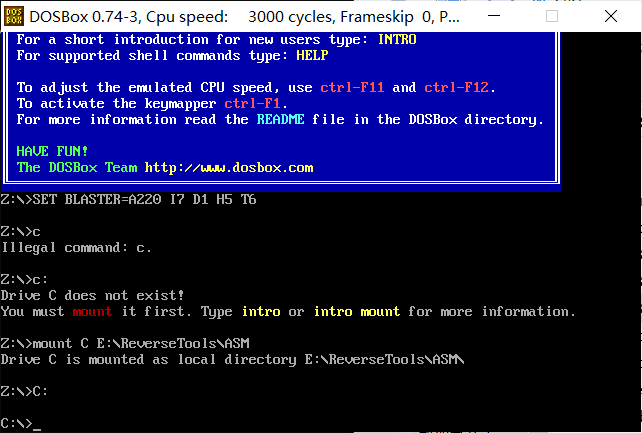 DOSBox 0.74-3, Cpu speed: 3000 cycles, Frameskip 0, P...
For a short introduction for new users type: INTRO
For supported shell commands type: HELP
To adjust the emulated CPU speed, use ctrl-F11 and ctrl-F12.
To activate the keymapper ctrl-F1.
For more information read the README file in the DOSBox directory.
HAVE FUN!
The DOSBox Team http://www.dosbox.com
Z:\>SET BLASTER=A220 I7 D1 H5 T6
Z:\>c
Illegal command: c.
Z:\>c:
Drive C does not exist!
You must mount it first. Type intro or intro mount for more information.
Z:\>mount C E:\ReverseTools\ASM
Drive C is mounted as local directory E:\ReverseTools\ASM\
Z:\>C:
C:\>_